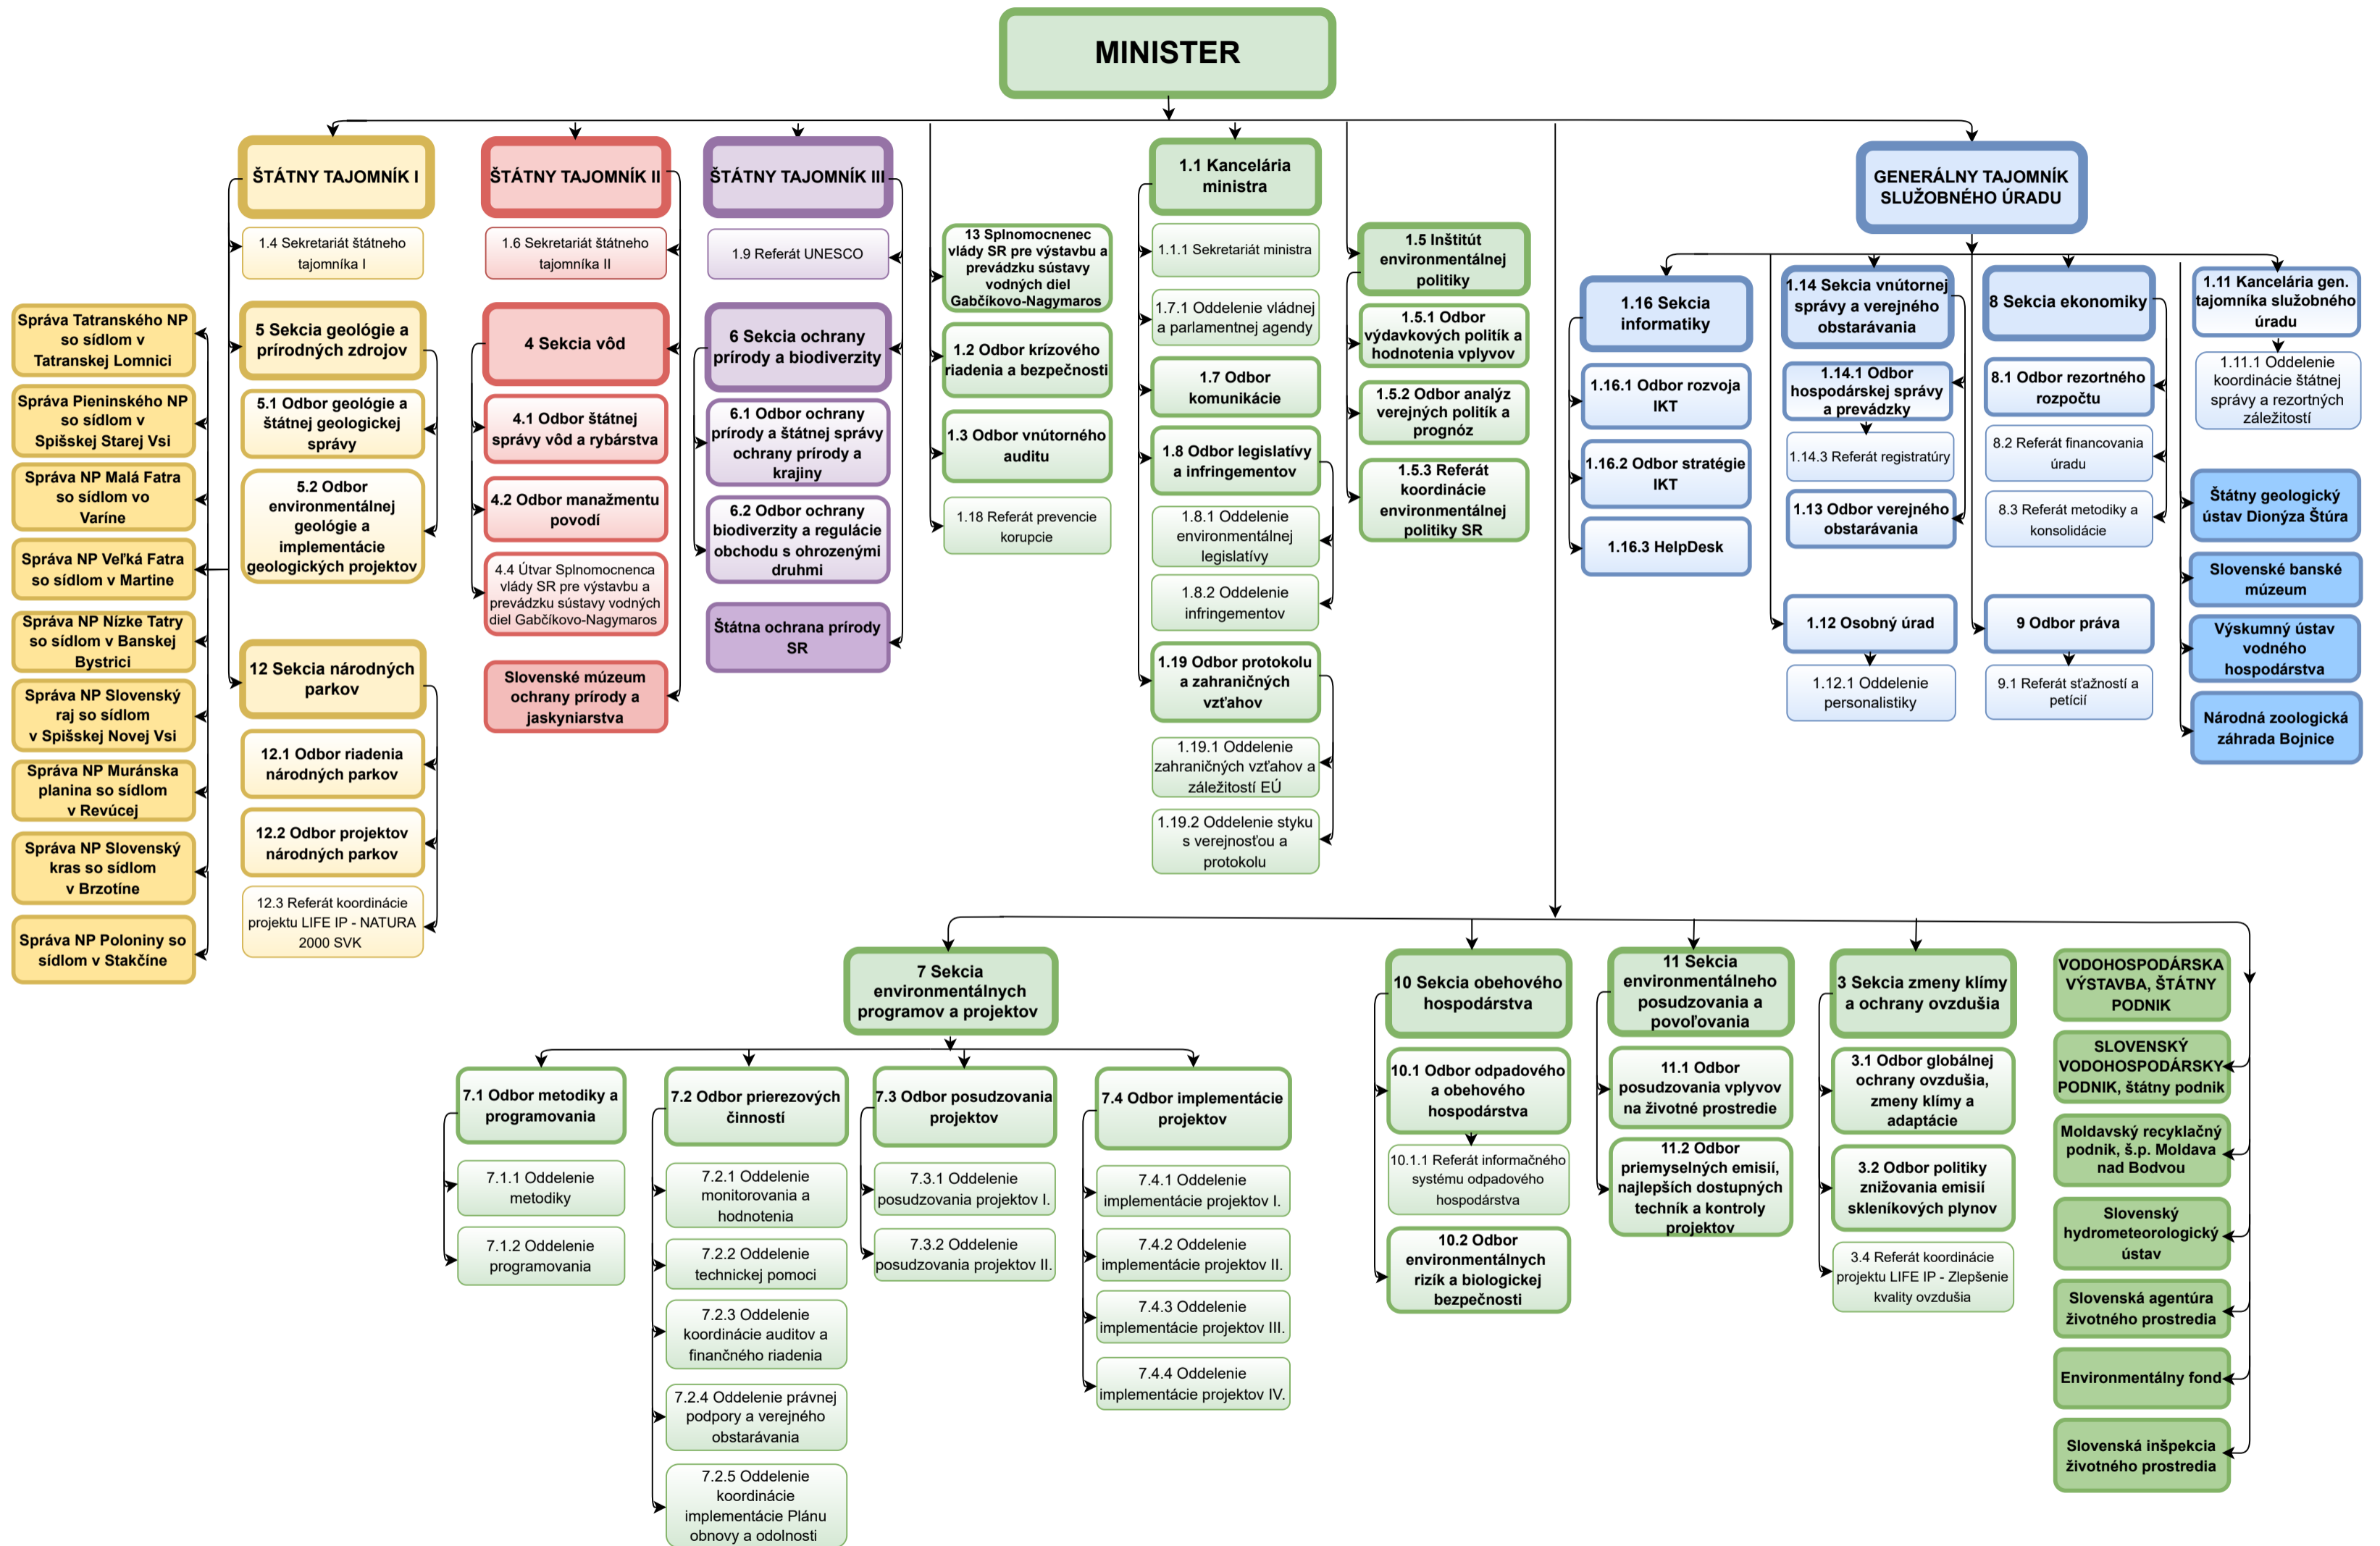 MINISTER
ŠTÁTNY TAJOMNÍK I
ŠTÁTNY TAJOMNÍK II
ŠTÁTNY TAJOMNÍK III
1.1 Kancelária
ministra
GENERÁLNY TAJOMNÍK
SLUŽOBNÉHO ÚRADU
1.4 Sekretariát štátneho
tajomníka I
5 Sekcia geológie a
prírodných zdrojov
5.1 Odbor geológie a
štátnej geologickej
správy
5.2 Odbor
environmentálnej
geológie a
implementácie
geologických projektov
12 Sekcia národných
parkov
12.1 Odbor riadenia
národných parkov
12.2 Odbor projektov
národných parkov
12.3 Referát koordinácie
projektu LIFE IP - NATURA
2000 SVK
Správa Tatranského NP
so sídlom v
Tatranskej Lomnici
Správa Pieninského NP
so sídlom v
Spišskej Starej Vsi
Správa NP Malá Fatra
so sídlom vo
Varíne
Správa NP Veľká Fatra
so sídlom v Martine
Správa NP Nízke Tatry
so sídlom v Banskej
Bystrici
Správa NP Slovenský
raj so sídlom
v Spišskej Novej Vsi
Správa NP Muránska
planina so sídlom
v Revúcej
Správa NP Slovenský
kras so sídlom
v Brzotíne
Správa NP Poloniny so
sídlom v Stakčíne
1.6 Sekretariát štátneho
tajomníka II
4 Sekcia vôd
4.1 Odbor štátnej
správy vôd a rybárstva
4.2 Odbor manažmentu
povodí
4.4 Útvar Splnomocnenca
vlády SR pre výstavbu a
prevádzku sústavy vodných
diel Gabčíkovo-Nagymaros
Slovenské múzeum
ochrany prírody a
jaskyniarstva
1.9 Referát UNESCO
6 Sekcia ochrany
prírody a biodiverzity
6.1 Odbor ochrany
prírody a štátnej správy
ochrany prírody a
krajiny
6.2 Odbor ochrany
biodiverzity a regulácie
obchodu s ohrozenými
druhmi
Štátna ochrana prírody
SR
13 Splnomocnenec
vlády SR pre výstavbu a
prevádzku sústavy
vodných diel
Gabčíkovo-Nagymaros
1.2 Odbor krízového
riadenia a bezpečnosti
1.3 Odbor vnútorného
auditu
1.18 Referát prevencie
korupcie
1.1.1 Sekretariát ministra
1.7.1 Oddelenie vládnej
a parlamentnej agendy
1.7 Odbor
komunikácie
1.8 Odbor legislatívy
a infringementov
1.8.1 Oddelenie
environmentálnej
legislatívy
1.8.2 Oddelenie
infringementov
1.19 Odbor protokolu
a zahraničných
vzťahov
1.19.1 Oddelenie
zahraničných vzťahov a
záležitostí EÚ
1.19.2 Oddelenie styku
s verejnosťou a
protokolu
1.5 Inštitút
environmentálnej
politiky
1.5.1 Odbor
výdavkových politík a
hodnotenia vplyvov
1.5.2 Odbor analýz
verejných politík a
prognóz
1.5.3 Referát
koordinácie
environmentálnej
politiky SR
1.16 Sekcia
informatiky
1.16.1 Odbor rozvoja
IKT
1.16.2 Odbor stratégie
IKT
1.16.3 HelpDesk
1.14 Sekcia vnútornej
správy a verejného
obstarávania
1.14.1 Odbor
hospodárskej správy
a prevádzky
1.14.3 Referát registratúry
1.13 Odbor verejného
obstarávania
1.12 Osobný úrad
1.12.1 Oddelenie
personalistiky
8 Sekcia ekonomiky
8.1 Odbor rezortného
rozpočtu
8.2 Referát financovania
úradu
8.3 Referát metodiky a
konsolidácie
9 Odbor práva
9.1 Referát sťažností a
petícií
1.11 Kancelária gen.
tajomníka služobného
úradu
1.11.1 Oddelenie
koordinácie štátnej
správy a rezortných
záležitostí
Štátny geologický
ústav Dionýza Štúra
Slovenské banské
múzeum
Výskumný ústav
vodného
hospodárstva
Národná zoologická
záhrada Bojnice
7 Sekcia
environmentálnych
programov a projektov
7.1 Odbor metodiky a
programovania
7.1.1 Oddelenie
metodiky
7.1.2 Oddelenie
programovania
7.2 Odbor prierezových
činností
7.2.1 Oddelenie
monitorovania a
hodnotenia
7.2.2 Oddelenie
technickej pomoci
7.2.3 Oddelenie
koordinácie auditov a
finančného riadenia
7.2.4 Oddelenie právnej
podpory a verejného
obstarávania
7.2.5 Oddelenie
koordinácie
implementácie Plánu
obnovy a odolnosti
7.3 Odbor posudzovania
projektov
7.3.1 Oddelenie
posudzovania projektov I.
7.3.2 Oddelenie
posudzovania projektov II.
7.4 Odbor implementácie
projektov
7.4.1 Oddelenie
implementácie projektov I.
7.4.2 Oddelenie
implementácie projektov II.
7.4.3 Oddelenie
implementácie projektov III.
7.4.4 Oddelenie
implementácie projektov IV.
10 Sekcia obehového
hospodárstva
10.1 Odbor odpadového
a obehového
hospodárstva
10.1.1 Referát informačného
systému odpadového
hospodárstva
10.2 Odbor
environmentálnych
rizík a biologickej
bezpečnosti
11 Sekcia
environmentálneho
posudzovania a
povoľovania
11.1 Odbor
posudzovania vplyvov
na životné prostredie
11.2 Odbor
priemyselných emisií,
najlepších dostupných
techník a kontroly
projektov
3 Sekcia zmeny klímy
a ochrany ovzdušia
3.1 Odbor globálnej
ochrany ovzdušia,
zmeny klímy a
adaptácie
3.2 Odbor politiky
znižovania emisií
skleníkových plynov
3.4 Referát koordinácie
projektu LIFE IP - Zlepšenie
kvality ovzdušia
VODOHOSPODÁRSKA
VÝSTAVBA, ŠTÁTNY
PODNIK
SLOVENSKÝ
VODOHOSPODÁRSKY
PODNIK, štátny podnik
Moldavský recyklačný
podnik, š.p. Moldava
nad Bodvou
Slovenský
hydrometeorologický
ústav
Slovenská agentúra
životného prostredia
Environmentálny fond
Slovenská inšpekcia
životného prostredia